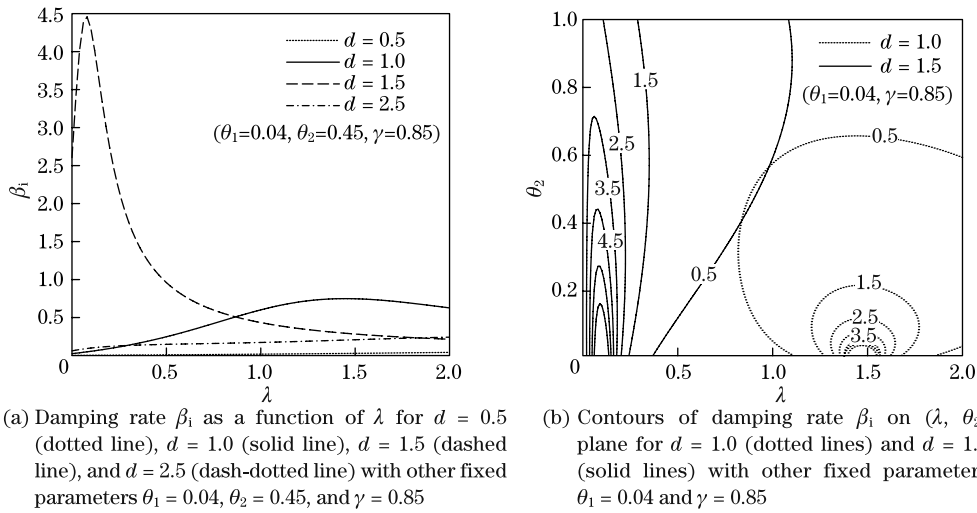 4.5
4.0
3.5
3.0
2.5
2.0
1.5
1.0
0.5
0
0.5
1.0
1.5
2.0
βi
λ
d = 0.5
d = 1.0
d = 1.5
d = 2.5
(θ1=0.04, θ2=0.45, γ=0.85)
1.0
0.8
0.6
0.4
0.2
0
0.5
1.0
1.5
2.0
θ2
λ
d = 1.0
d = 1.5
(θ1=0.04, γ=0.85)
1.5
2.5
3.5
4.5
0.5
0.5
1.5
2.5
3.5
(a) Damping rate βi as a function of λ for d = 0.5
(dotted line), d = 1.0 (solid line), d = 1.5 (dashed
line), and d = 2.5 (dash-dotted line) with other fixed
parameters θ1 = 0.04, θ2 = 0.45, and γ = 0.85
(b) Contours of damping rate βi on (λ, θ2
plane for d = 1.0 (dotted lines) and d = 1.
(solid lines) with other fixed parameter
θ1 = 0.04 and γ = 0.85